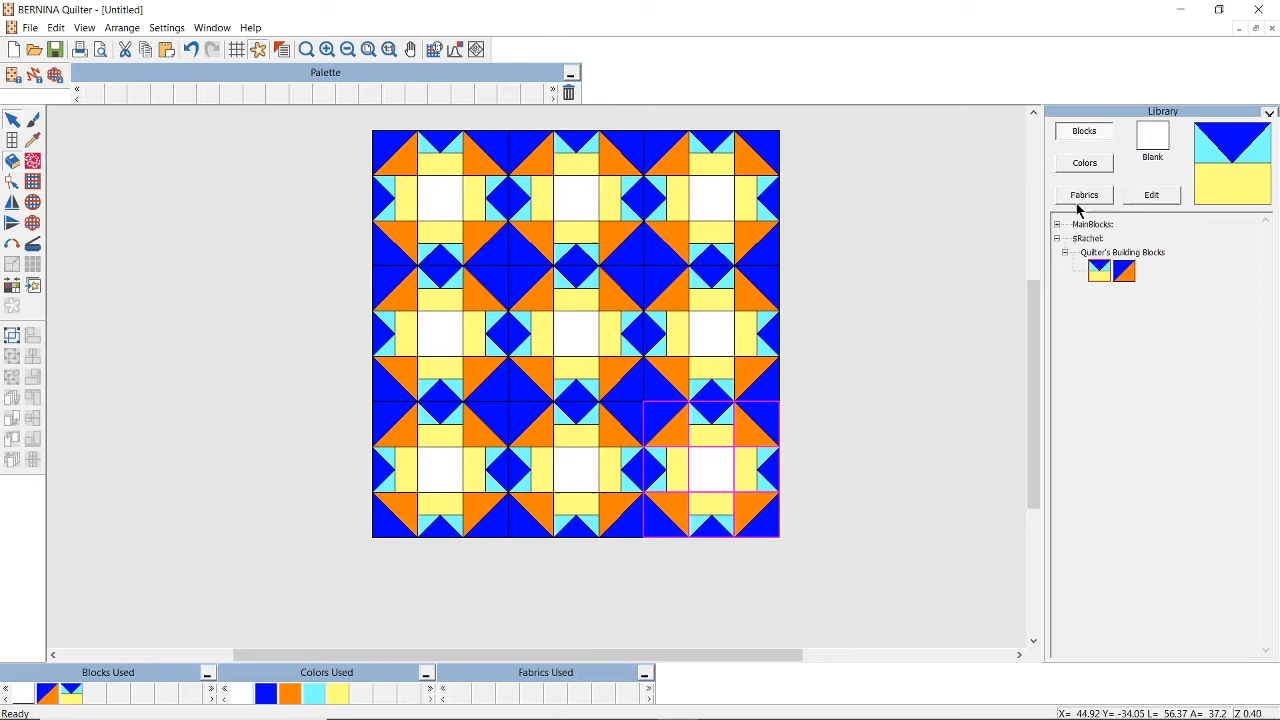 BERNINA Quilter - [Untitled]
File Edit View Arrange Settings Window Help
Palette
Library
Blocks
Blank
Colors
Fabrics Edit
MainBlocks:
$Rachel:
Quilter's Building Blocks
Blocks Used Colors Used Fabrics Used
Ready X= 44.92 Y= -34.05 L= 56.37 A= 37.2 Z 0.40